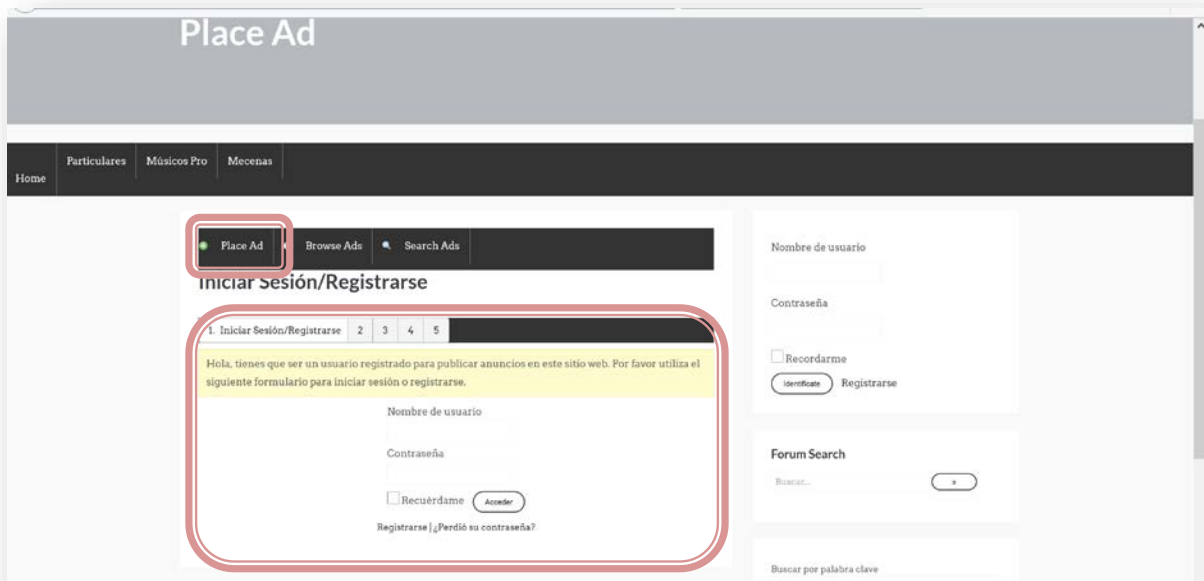 Place Ad
Particulares Músicos Pro Mecenas
Home
Place Ad Browse Ads Search Ads
Iniciar Sesión/Registrarse
1. Iniciar Sesión/Registrarse 2 3 4 5
Hola, tienes que ser un usuario registrado para publicar anuncios en este sitio web. Por favor utiliza el
siguiente formulario para iniciar sesión o registrarse.
Nombre de usuario
Contraseña
Recuérdame Acceder
Registrarse | ¿Perdió su contraseña?
Nombre de usuario
Contraseña
Recordarme
Identifícate Registrarse
Forum Search
Buscar... »
Buscar por palabra clave